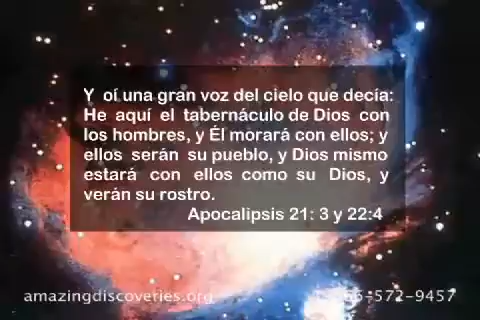 Y oí una gran voz del cielo que decía:
He aquí el tabernáculo de Dios con
los hombres, y Él morará con ellos; y
ellos serán su pueblo, y Dios mismo
estará con ellos como su Dios, y
verán su rostro.
Apocalipsis 21: 3 y 22:4
amazingdiscoveries.org
572-9457